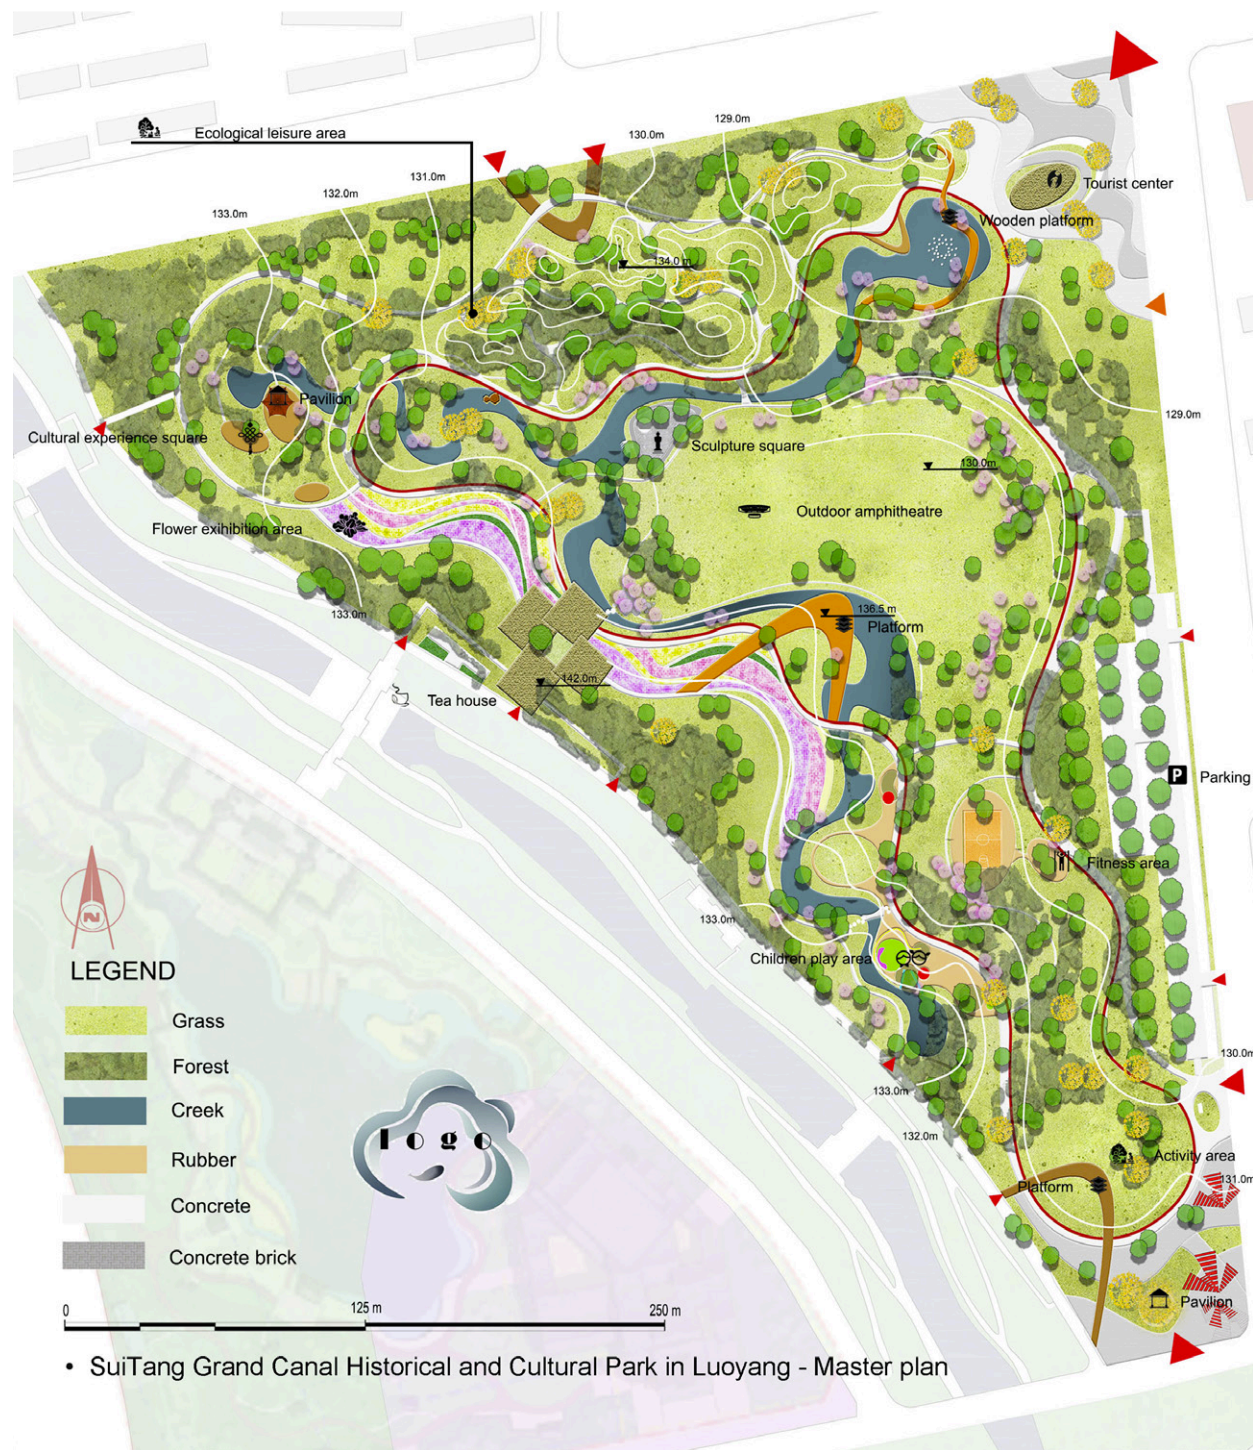 Ecological leisure area
129.0m
130.0m
131.0m
132.0m
133.0m
Tourist center
Wooden platform
134.0 m
Pavilion
129.0m
Cultural experience square
Sculpture square
130.0m
Outdoor amphitheatre
Flower exihibition area
133.0m
136.5 m
Platform
142.0m
Tea house
P
Parking
Fitness area
133.0m
Children play area
N
LEGEND
Grass
Forest
Creek
Rubber
Concrete
Concrete brick
logo
130.0m
133.0m
132.0m
Activity area
131.0m
Platform
Pavilion
0
125 m
250 m
• SuiTang Grand Canal Historical and Cultural Park in Luoyang - Master plan